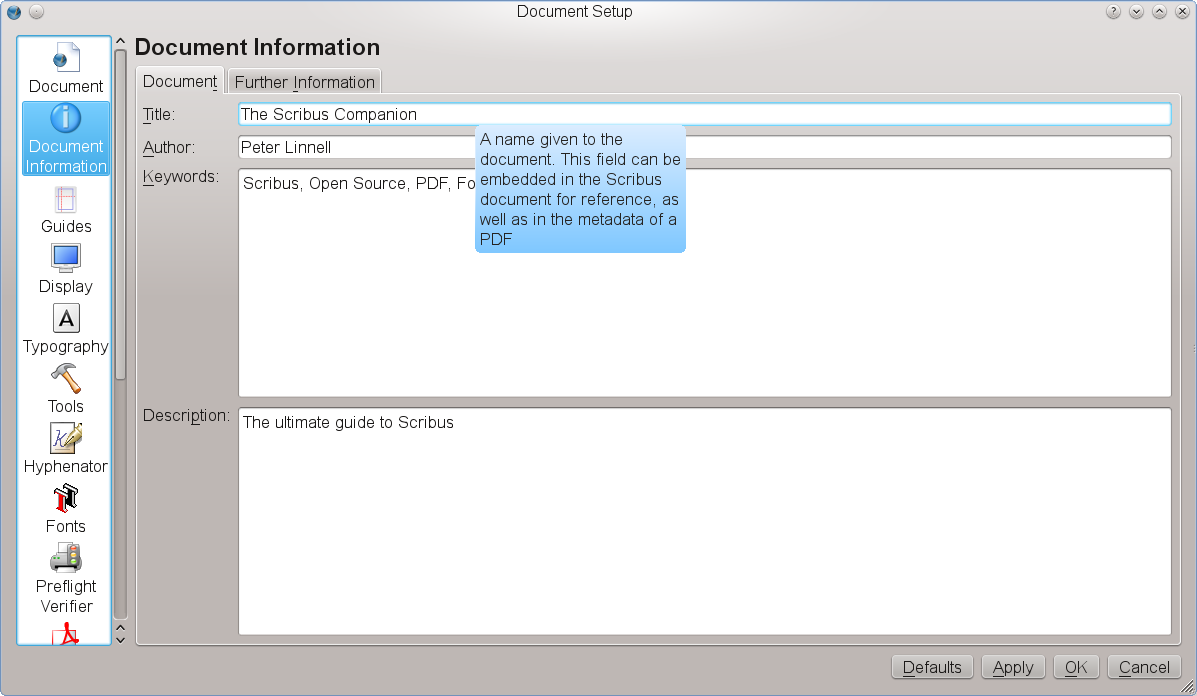 Document Setup
Document
Document
Information
Guides
Display
Typography
Tools
Hyphenator
Fonts
Preflight
Verifier
Document Information
Document
Further Information
Title:
The Scribus Companion
Author:
Peter Linnell
Keywords:
Scribus, Open Source, PDF,
A name given to the
document. This field can be
embedded in the Scribus
document for reference, as
well as in the metadata of a
PDF
Description:
The ultimate guide to Scribus
Defaults
Apply
OK
Cancel